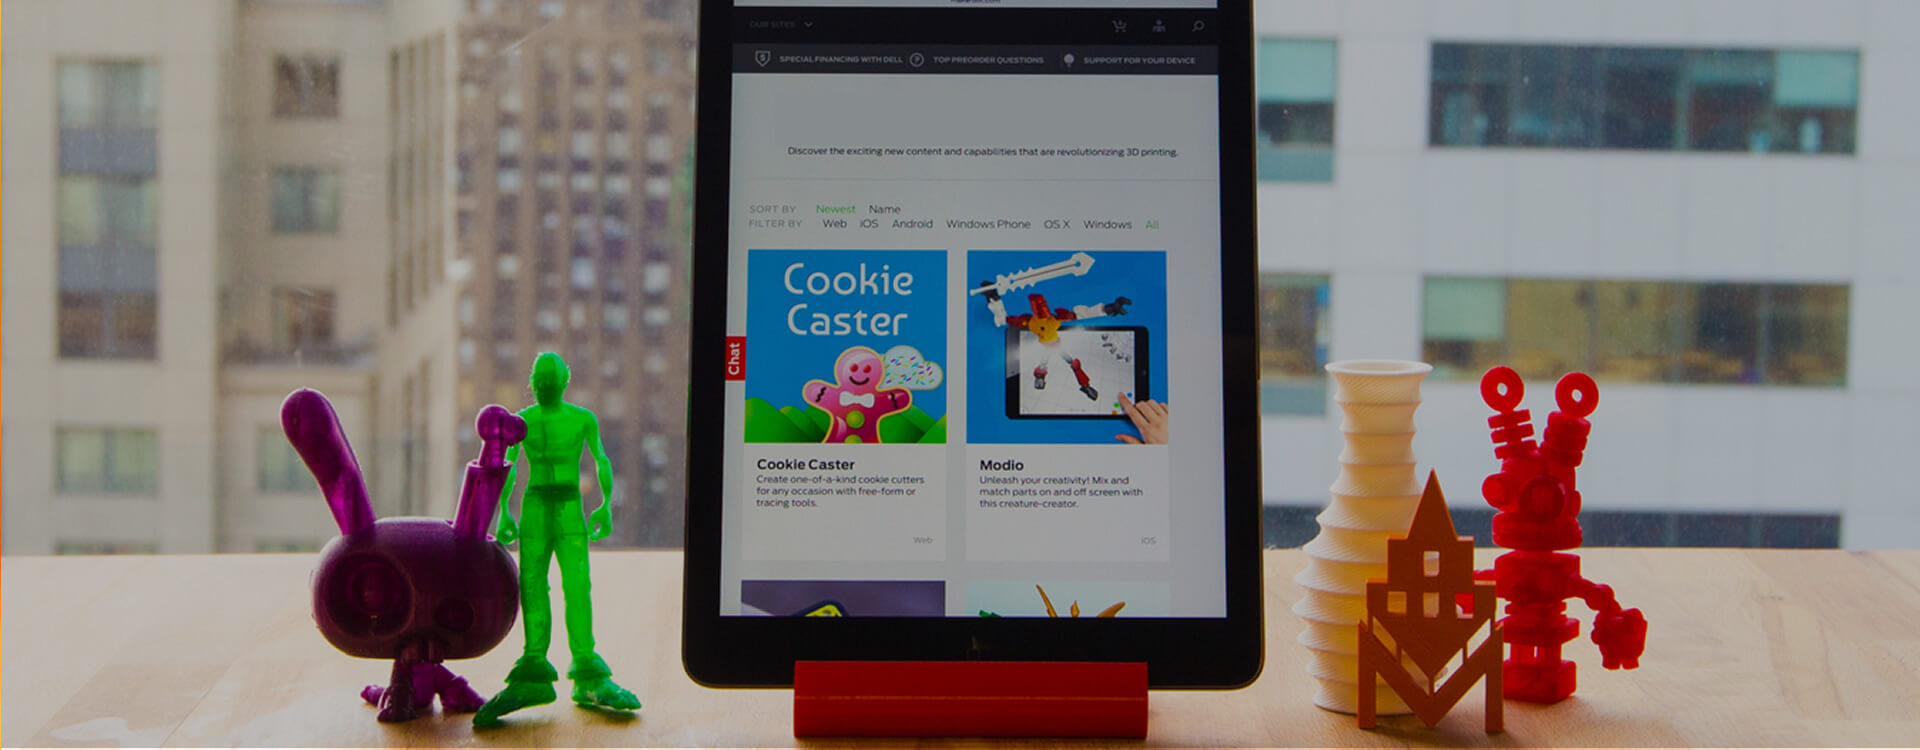 OUR SITES
SPECIAL FINANCING WITH DELL TOP PREORDER QUESTIONS SUPPORT FOR YOUR DEVICE
Discover the exciting new content and capabilities that are revolutionizing 3D printing.
SORT BY Newest Name
FILTER BY Web iOS Android Windows Phone OS X Windows All
Cookie
Caster
Chat
Cookie Caster
Create one-of-a-kind cookie cutters
for any occasion with free-form or
tracing tools.
Web
Modio
Unleash your creativity! Mix and
match parts on and off screen with
this creature-creator.
iOS